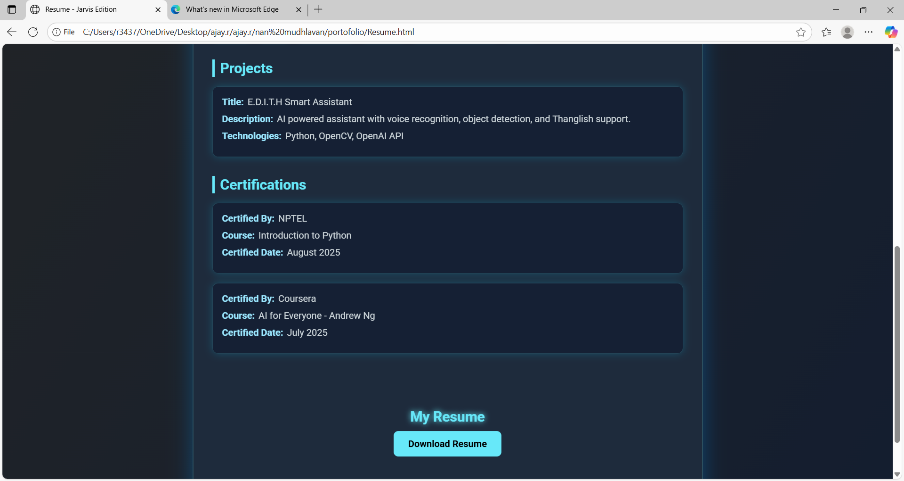 Resume - Jarvis Edition
What's new in Microsoft Edge
File
C:/Users/r3437/OneDrive/Desktop/ajay.r/ajay.r/nan%20mudhlavan/portofolio/Resume.html
Projects
Title: E.D.I.T.H Smart Assistant
Description: AI powered assistant with voice recognition, object detection, and Thanglish support.
Technologies: Python, OpenCV, OpenAI API
Certifications
Certified By: NPTEL
Course: Introduction to Python
Certified Date: August 2025
Certified By: Coursera
Course: AI for Everyone - Andrew Ng
Certified Date: July 2025
My Resume
Download Resume